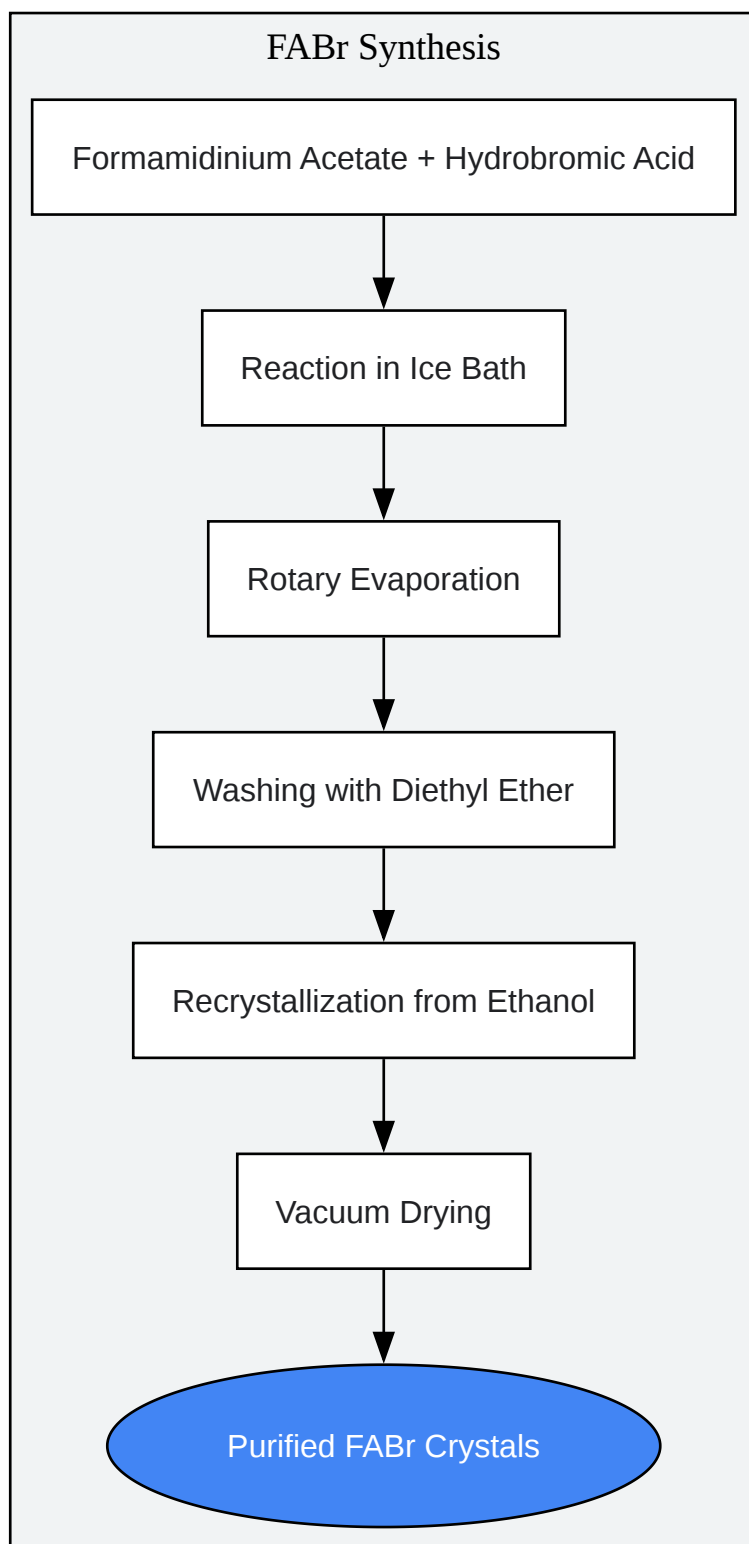 FABr Synthesis
Formamidinium Acetate + Hydrobromic Acid
Reaction in Ice Bath
Rotary Evaporation
Washing with Diethyl Ether
Recrystallization from Ethanol
Vacuum Drying
Purified FABr Crystals